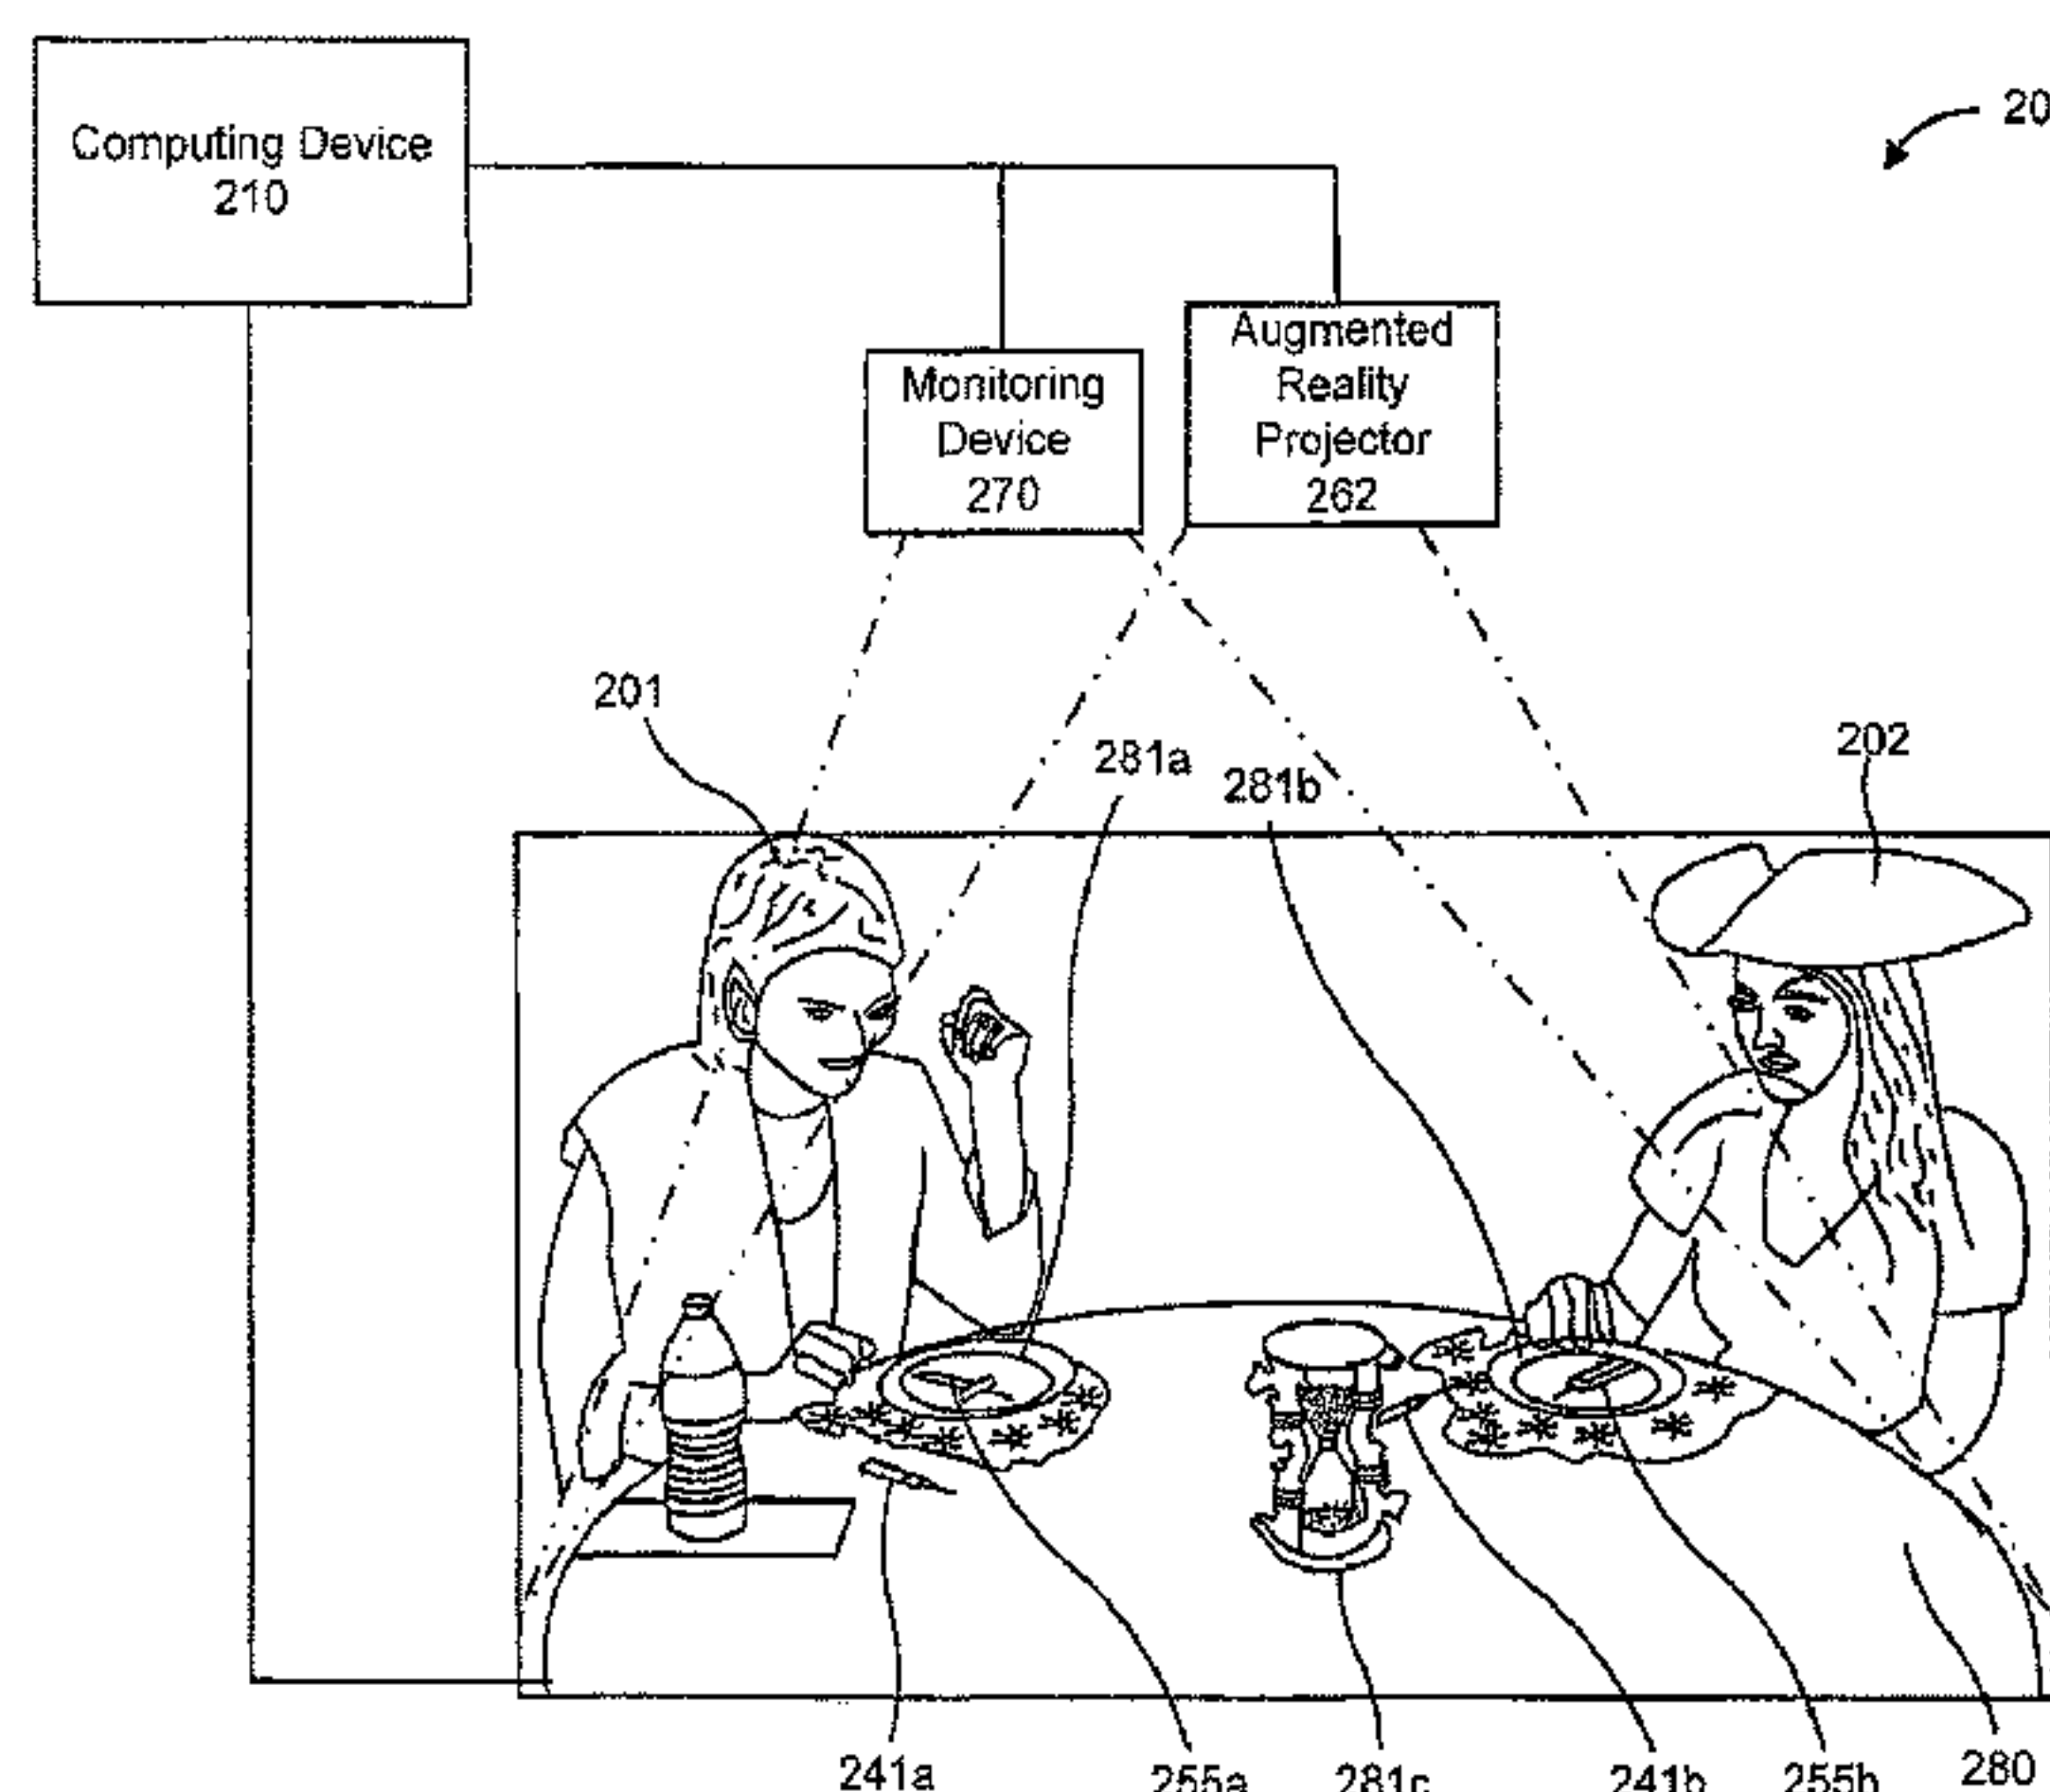 Computing Device
210
20
Monitoring
Device
270
Augmented
Reality
Projector
262
201
281a
281b
202
241a
255a
281c
241b
255b
280